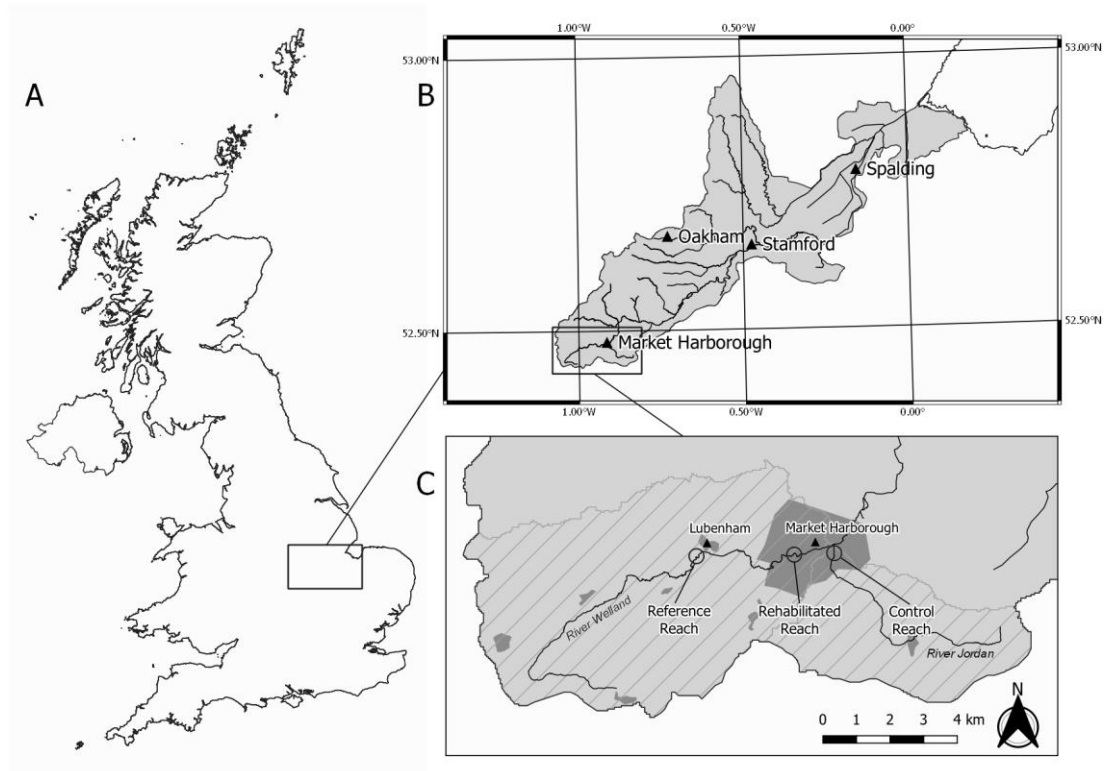 A
B
1.00°W
0.50°W
0.00°
53.00°N
53.00°N
Spalding
Oakham
Stamford
52.50°N
52.50°N
Market Harborough
1.00°W
0.50°W
0.00°
C
Lubenham
Market Harborough
River Welland
Reference
Reach
Rehabilitated
Reach
Control
Reach
River Jordan
N
0 1 2 3 4 km